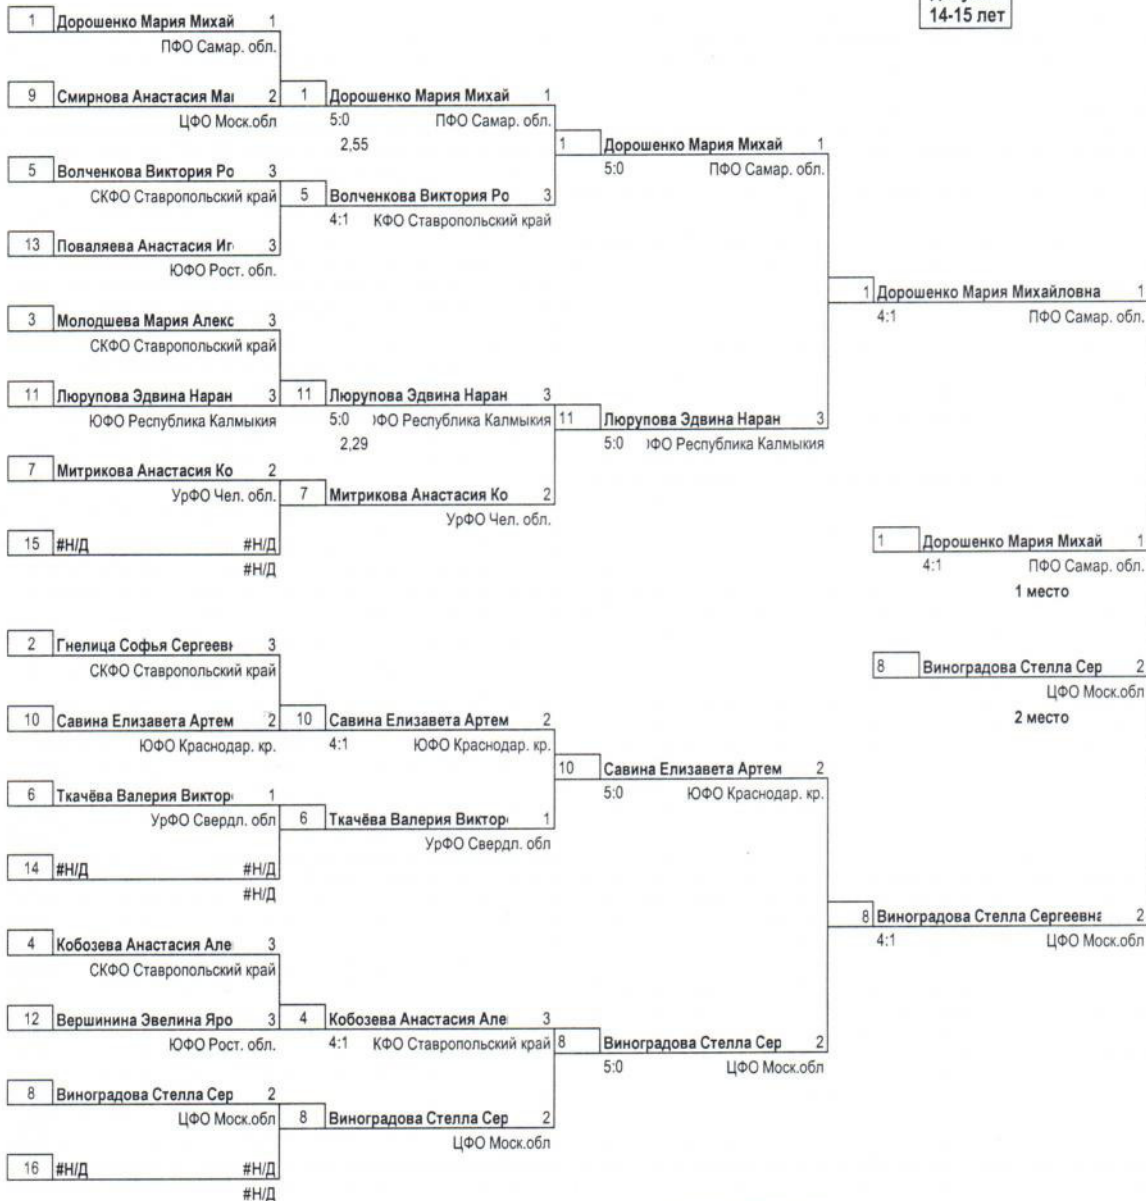 14-15 лет
1 Дорошенко Мария Михай 1
ПФО Самар. обл.
9 Смирнова Анастасия Маı 2 1 Дорошенко Мария Михай 1
ЦФО Моск.обл 5:0 ПФО Самар. обл.
2,55 1 Дорошенко Мария Михай 1
5 Волченкова Виктория Ро 3 5:0 ПФО Самар. обл.
СКФО Ставропольский край 5 Волченкова Виктория Ро 3
4:1 КФО Ставропольский край
13 Поваляева Анастасия Иг 3
ЮФО Рост. обл.
1 Дорошенко Мария Михайловна 1
3 Молодшева Мария Алекс 3 4:1 ПФО Самар. обл.
СКФО Ставропольский край
11 Люрупова Эдвина Наран 3 11 Люрупова Эдвина Наран 3
ЮФО Республика Калмыкия 5:0 ФО Республика Калмыкия 11 Люрупова Эдвина Наран 3
2,29 5:0 ФО Республика Калмыкия
7 Митрикова Анастасия Ко 2
УрФО Чел. обл. 7 Митрикова Анастасия Ко 2
УрФО Чел. обл.
15 #Н/Д #Н/Д 1 Дорошенко Мария Михай 1
#Н/Д 4:1 ПФО Самар. обл.
1 место
2 Гнелица Софья Сергеевн 3
СКФО Ставропольский край 8 Виноградова Стелла Сер 2
ЦФО Моск.обл
10 Савина Елизавета Артем 2 10 Савина Елизавета Артем 2 2 место
ЮФО Краснодар. кр. 4:1 ЮФО Краснодар. кр.
10 Савина Елизавета Артем 2
6 Ткачёва Валерия Виктор 1 5:0 ЮФО Краснодар. кр.
УрФО Свердл. обл 6 Ткачёва Валерия Виктор 1
УрФО Свердл. обл
14 #Н/Д #Н/Д
#Н/Д
8 Виноградова Стелла Сергеевна 2
4 Кобозева Анастасия Але 3 4:1 ЦФО Моск.обл
СКФО Ставропольский край
12 Вершинина Эвелина Яро 3 4 Кобозева Анастасия Але 3
ЮФО Рост. обл. 4:1 КФО Ставропольский край 8 Виноградова Стелла Сер 2
5:0 ЦФО Моск.обл
8 Виноградова Стелла Сер 2
ЦФО Моск.обл 8 Виноградова Стелла Сер 2
ЦФО Моск.обл
16 #Н/Д #Н/Д
#Н/Д